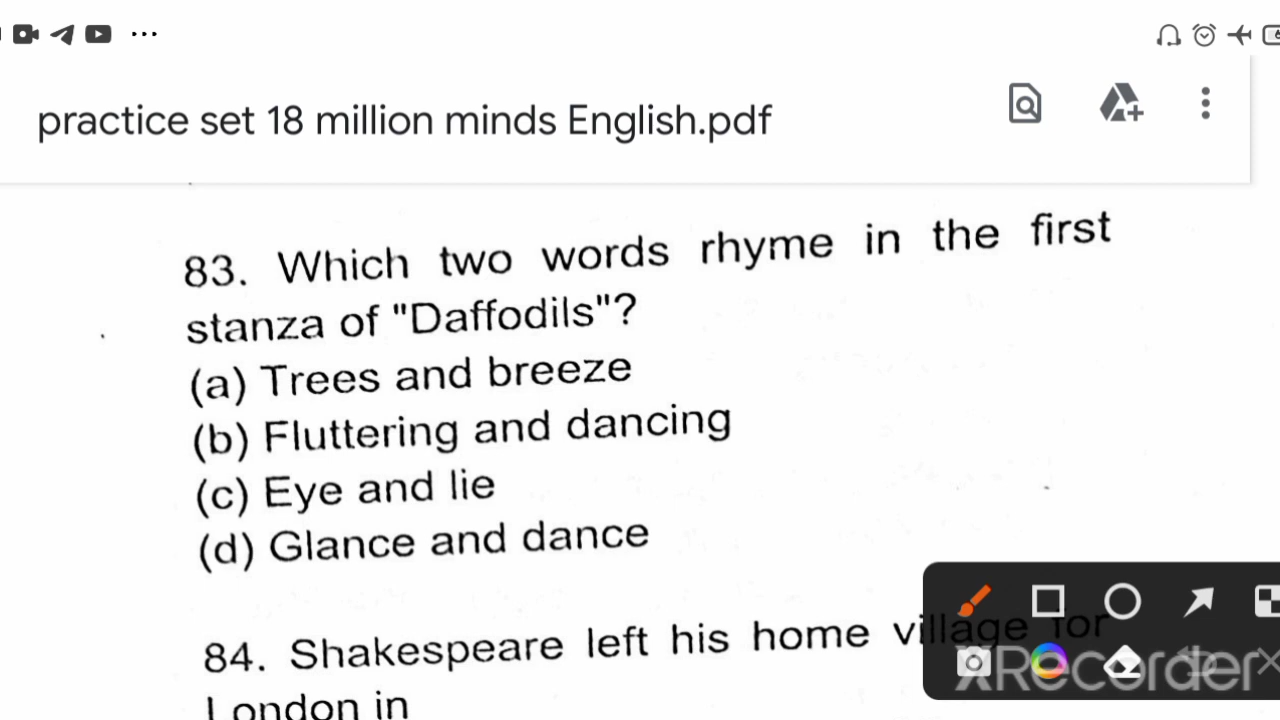 practice set 18 million minds English.pdf
83. Which two words rhyme in the first
stanza of "Daffodils"?
(a) Trees and breeze
(b) Fluttering and dancing
(c) Eye and lie
(d) Glance and dance
84. Shakespeare left his home village for
London in
XRecorder